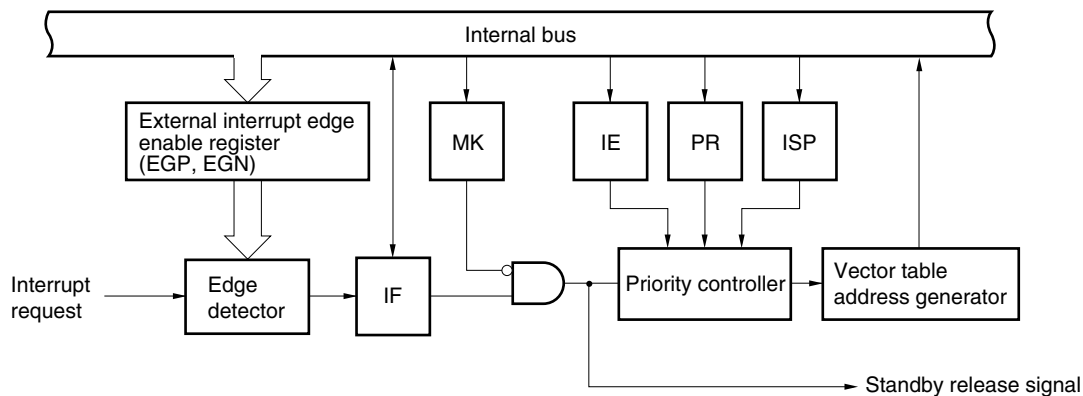 Internal bus
External interrupt edge
enable register
(EGP, EGN)
MK
IE
PR
ISP
Interrupt
request
Edge
detector
IF
Priority controller
Vector table
address generator
Standby release signal